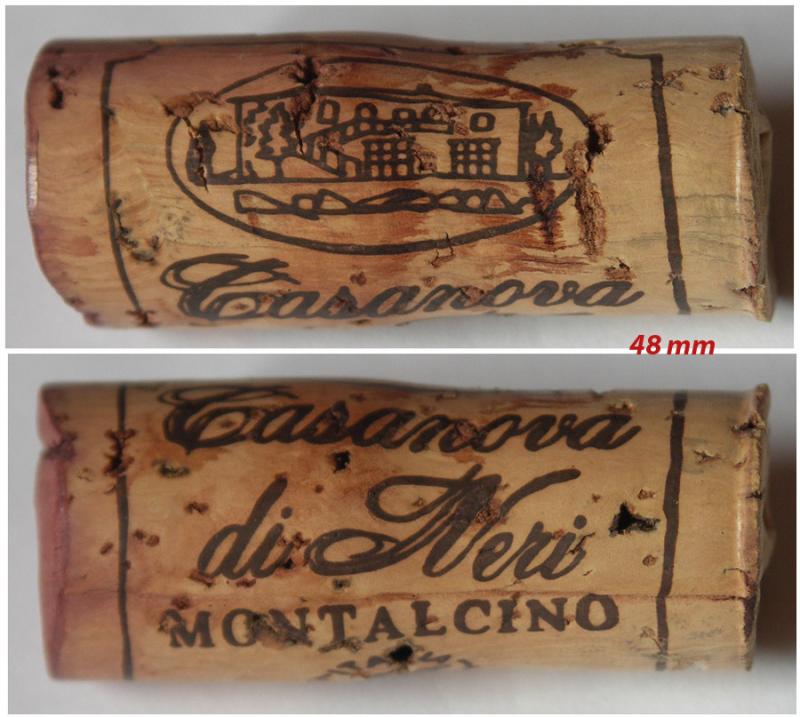 Casanova
48 mm
Casanova
di Neri
MONTALCINO